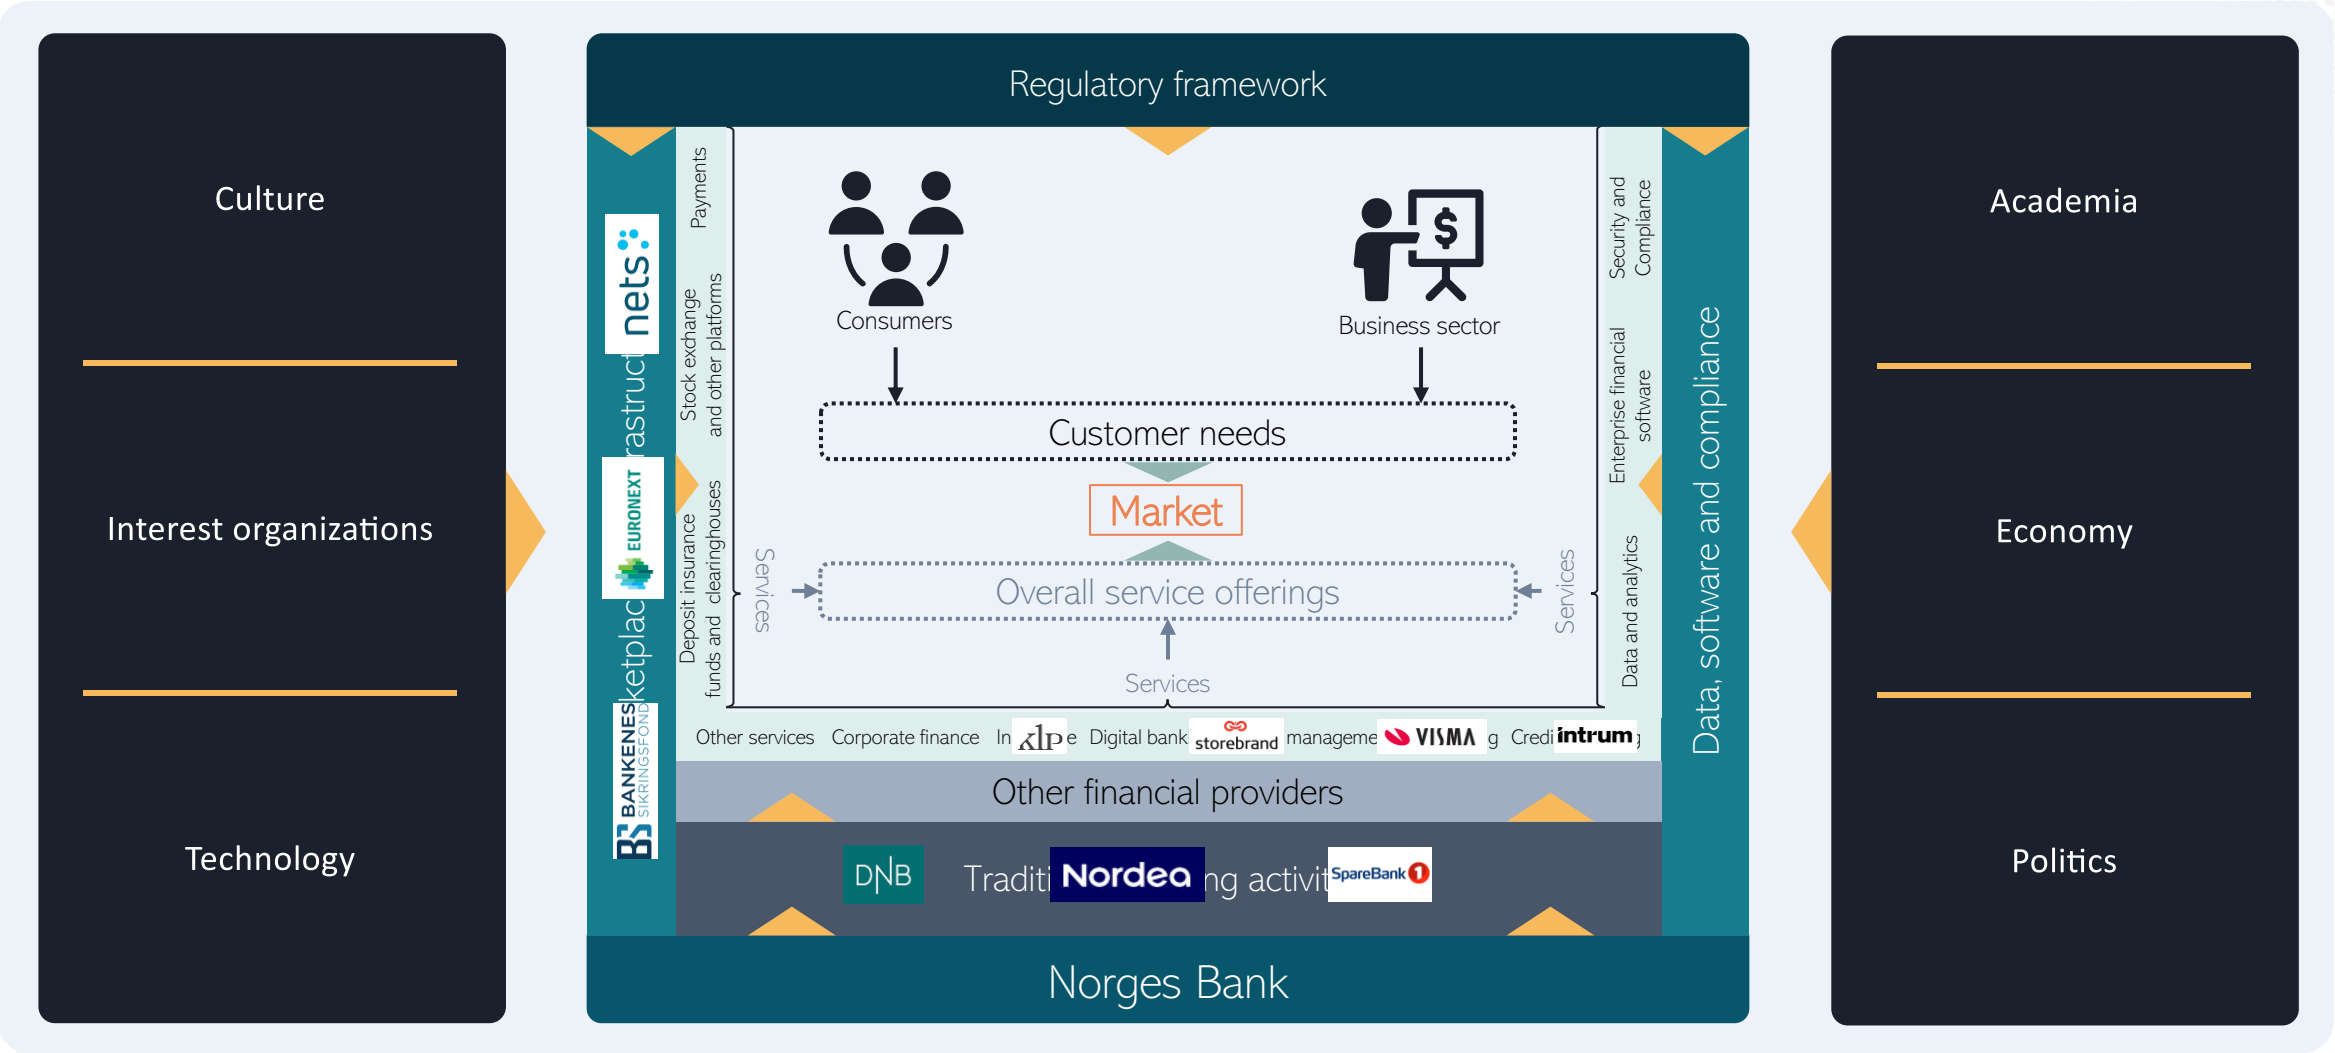 Culture
Interest organizations
Technology
Regulatory framework
nets
EURONEXT
BANKENES
SIKRINGSFOND
BS
Payments
Stock exchange
and other platforms
Deposit insurance
funds and clearinghouses
Consumers
Business sector
$
Customer needs
Market
Services
Overall service offerings
Services
Services
Security and
Compliance
Enterprise financial
software
Data and analytics
Data, software and compliance
Other services
Corporate finance
klp
Digital bank
storebrand
VISMA
intrum
Other financial providers
DNB
Nordea
SpareBank 1
Norges Bank
Academia
Economy
Politics